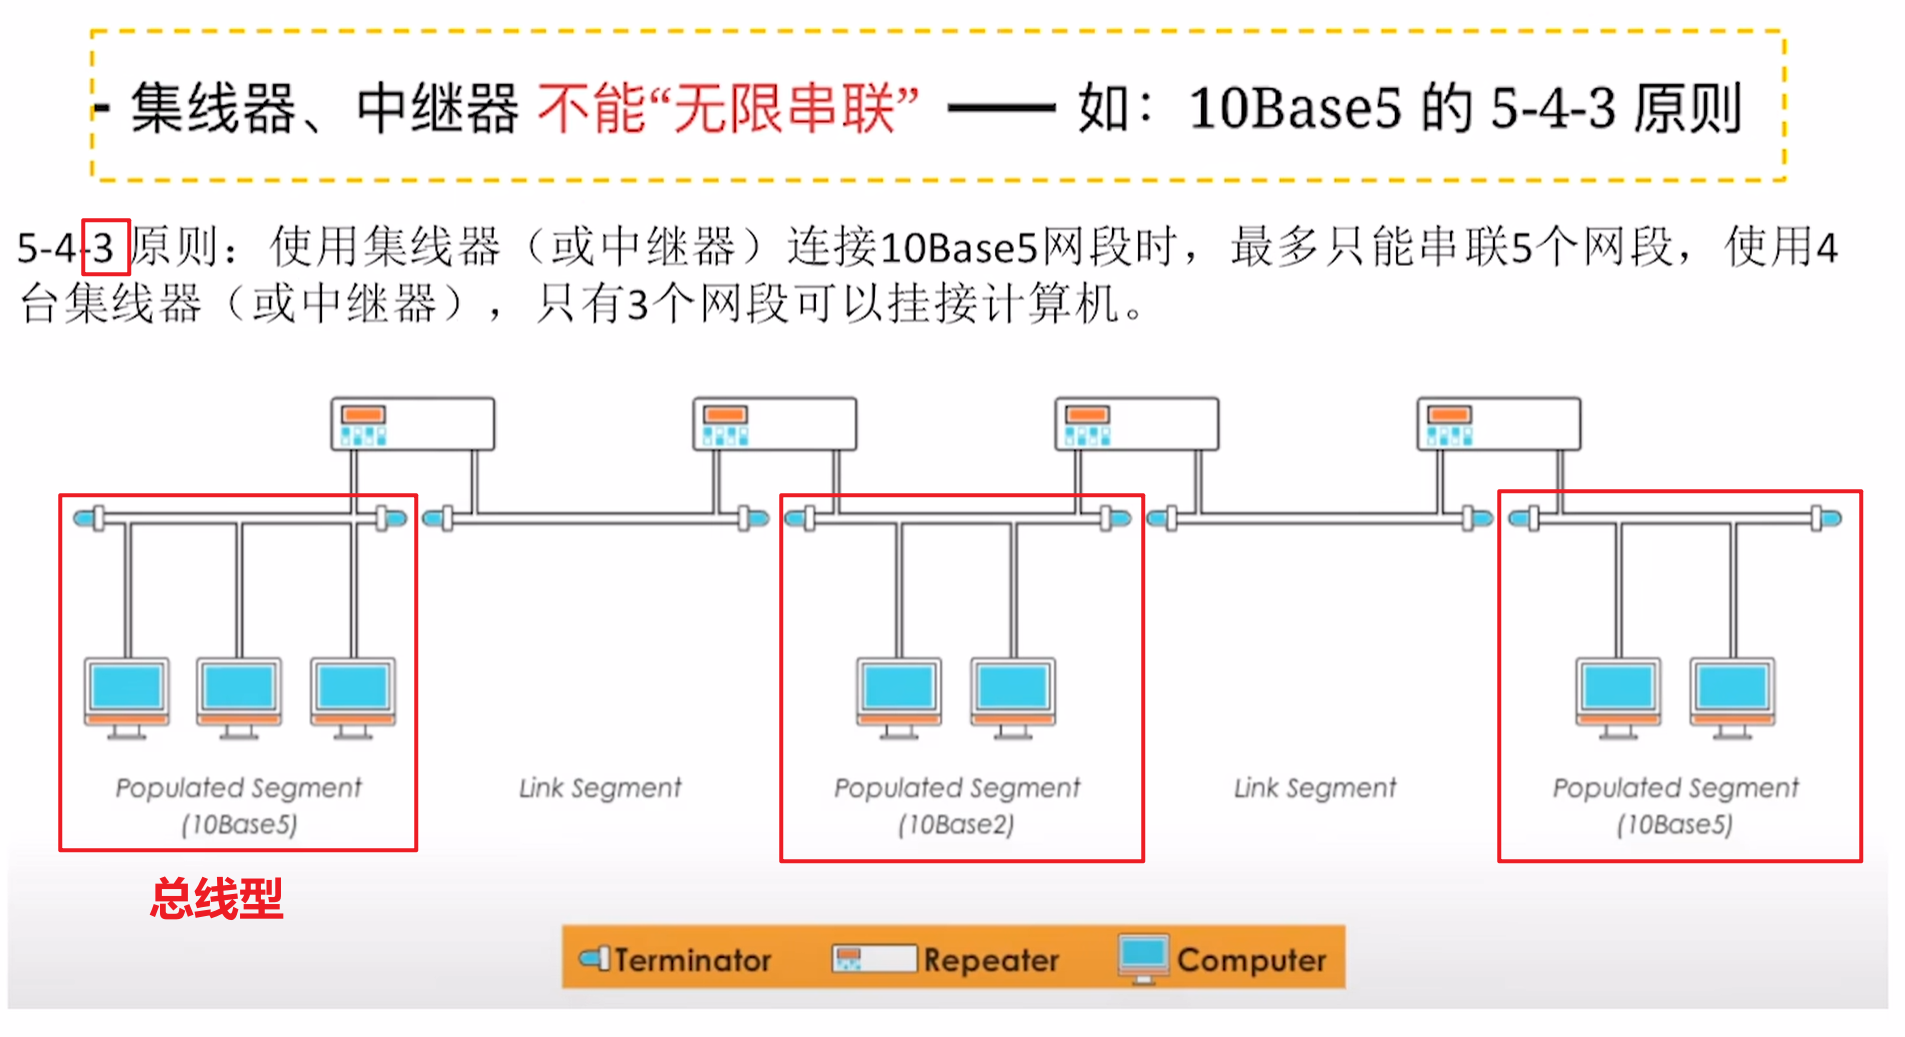 - 集线器、中继器 不能“无限串联” —— 如：10Base5 的 5-4-3 原则
5-4-3 原则：使用集线器（或中继器）连接10Base5网段时，最多只能串联5个网段，使用4
台集线器（或中继器），只有3个网段可以挂接计算机。
Populated Segment
(10Base5)
Link Segment
Populated Segment
(10Base2)
Link Segment
Populated Segment
(10Base5)
总线型
Terminator
Repeater
Computer